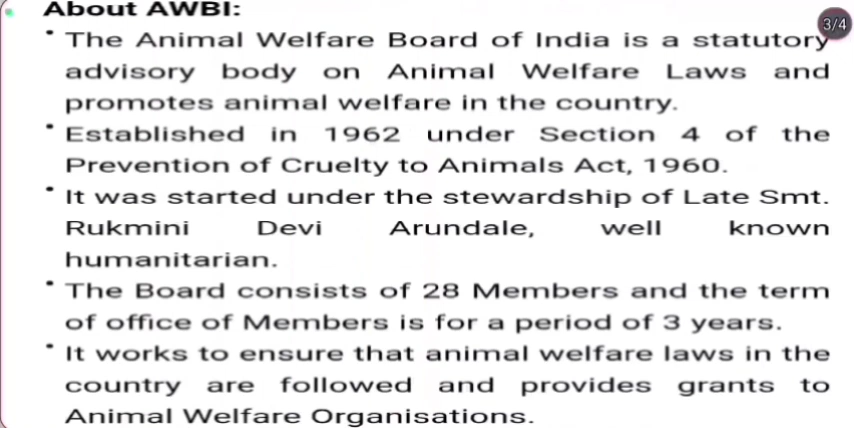 About AWBI:
3/4
• The Animal Welfare Board of India is a statutory
advisory body on Animal Welfare Laws and
promotes animal welfare in the country.
• Established in 1962 under Section 4 of the
Prevention of Cruelty to Animals Act, 1960.
• It was started under the stewardship of Late Smt.
Rukmini Devi Arundale, well known
humanitarian.
• The Board consists of 28 Members and the term
of office of Members is for a period of 3 years.
• It works to ensure that animal welfare laws in the
country are followed and provides grants to
Animal Welfare Organisations.